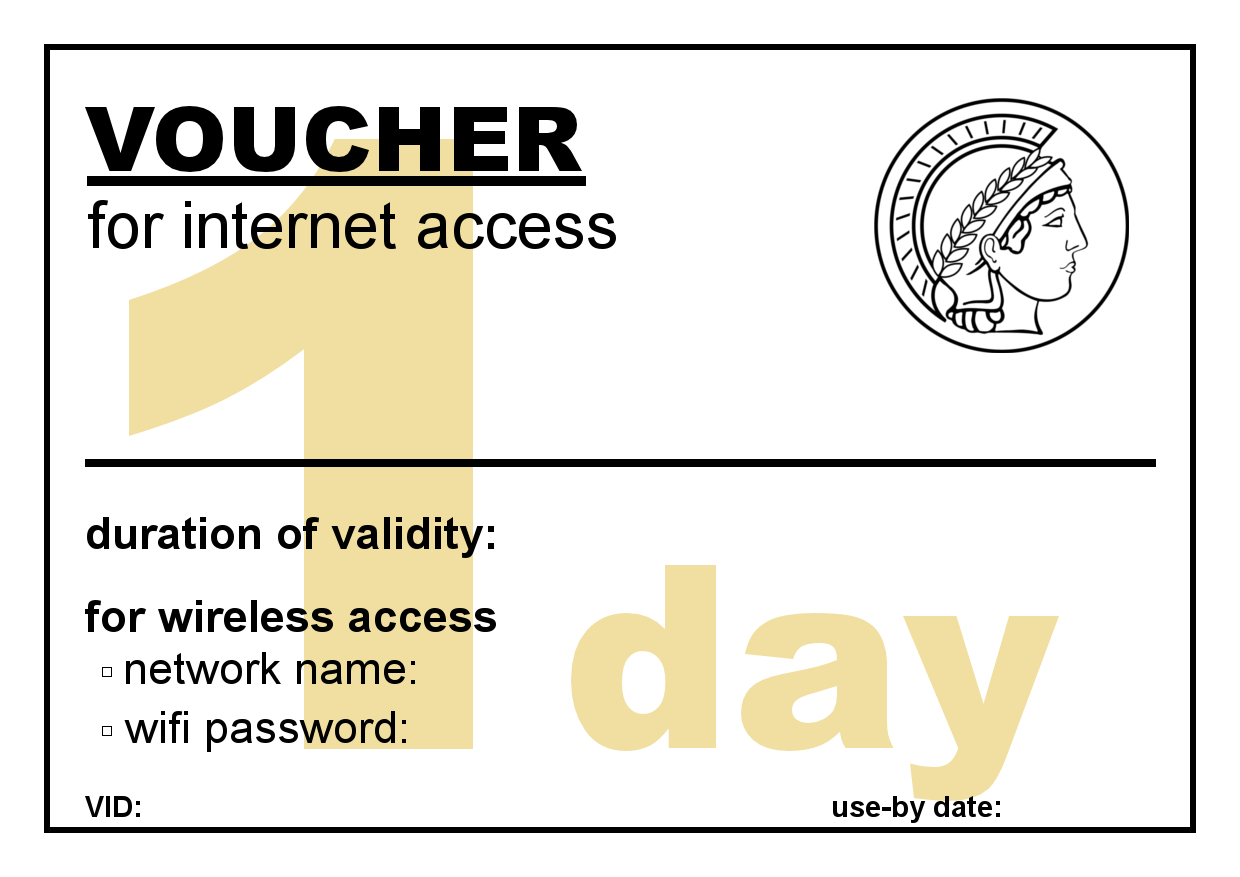 VOUCHER
for internet access
1 day
duration of validity:
for wireless access
▫ network name:
▫ wifi password:
VID:
use-by date: